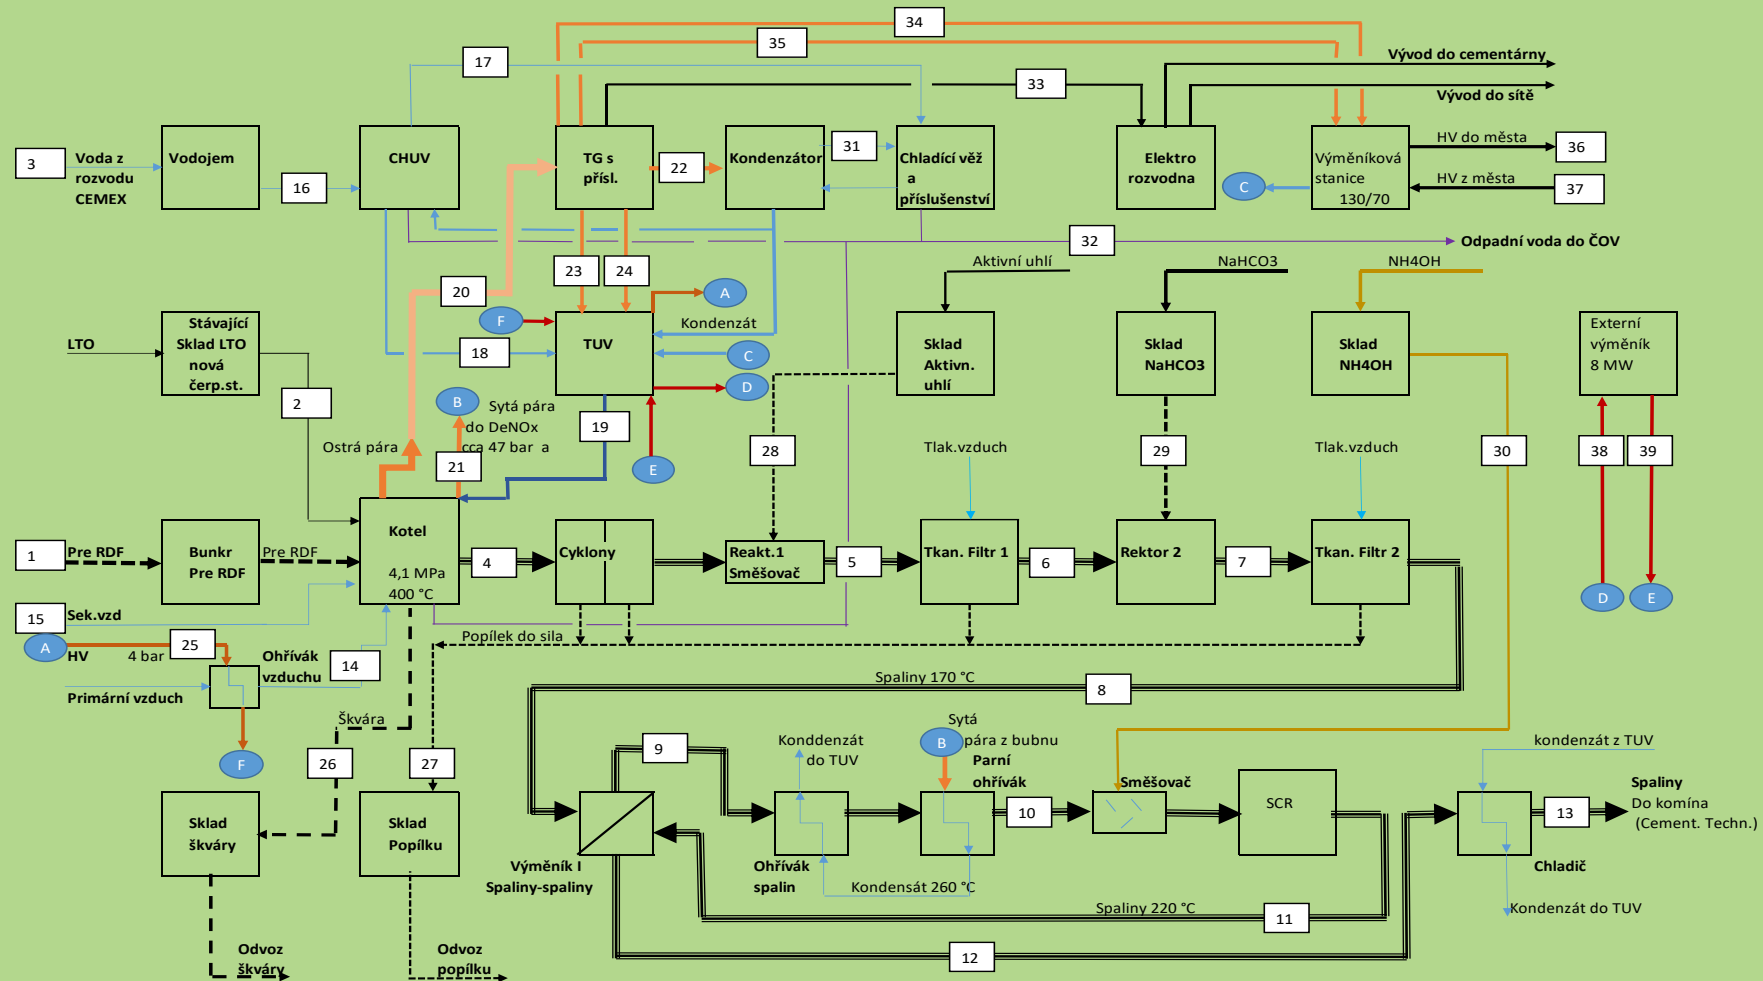 34
35
17
33
Vývod do cementárny
Vývod do sítě
3
Voda z
rozvodu
CEMEX
Vodojem
16
CHUV
TG s
přísl.
22
Kondenzátor
31
Chladící věž
a
příslušenství
Elektro
rozvodna
Výměníková
stanice
130/70
C
HV do města
36
HV z města
37
32
Odpadní voda do ČOV
20
23
24
A
F
TUV
Kondenzát
C
D
18
Aktivní uhlí
NaHCO3
NH4OH
LTO
Stávající
Sklad LTO
nová
čerp.st.
2
Sklad
Aktivn.
uhlí
Sklad
NaHCO3
Sklad
NH4OH
Externí
výměník
8 MW
B
Sytá pára
do DeNOx
cca 47 bar a
Ostrá pára
21
19
E
28
Tlak.vzduch
29
Tlak.vzduch
30
38
39
1
Pre RDF
Bunkr
Pre RDF
Pre RDF
Kotel
4,1 MPa
400 °C
4
Cyklony
Reakt.1
Směšovač
5
Tkan. Filtr 1
6
Rektor 2
7
Tkan. Filtr 2
D
E
15
Sek.vzd
A
HV
4 bar
25
Ohřívák
vzduchu
14
Primární vzduch
Popílek do sila
Spaliny 170 °C
8
Škvára
F
26
27
9
Konddenzát
do TUV
B
Sytá
pára z bubnu
Parní
ohřívák
10
Směšovač
SCR
kondenzát z TUV
13
Spaliny
Do komína
(Cement. Techn.)
Sklad
škváry
Sklad
Popílku
Výměník I
Spaliny-spaliny
Ohřívák
spalin
Kondensát 260 °C
Chladič
Spaliny 220 °C
11
Kondenzát do TUV
12
Odvoz
škváry
Odvoz
popílku